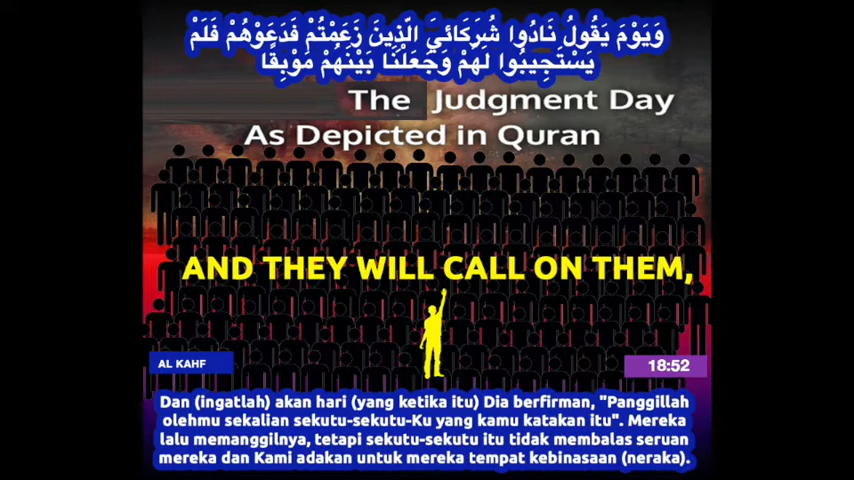 وَيَوْمَ يَقُولُ نَادُوا شُرَكَائِيَ الَّذِينَ زَعَمْتُمْ فَدَعَوْهُمْ فَلَمْ
يَسْتَجِيبُوا لَهُمْ وَجَعَلْنَا بَيْنَهُمْ مَوْبِقًا
The Judgment Day
As Depicted in Quran
AND THEY WILL CALL ON THEM,
AL KAHF
18:52
Dan (ingatlah) akan hari (yang ketika itu) Dia berfirman, "Panggillah
olehmu sekalian sekutu-sekutu-Ku yang kamu katakan itu". Mereka
lalu memanggilnya, tetapi sekutu-sekutu itu tidak membalas seruan
mereka dan Kami adakan untuk mereka tempat kebinasaan (neraka).